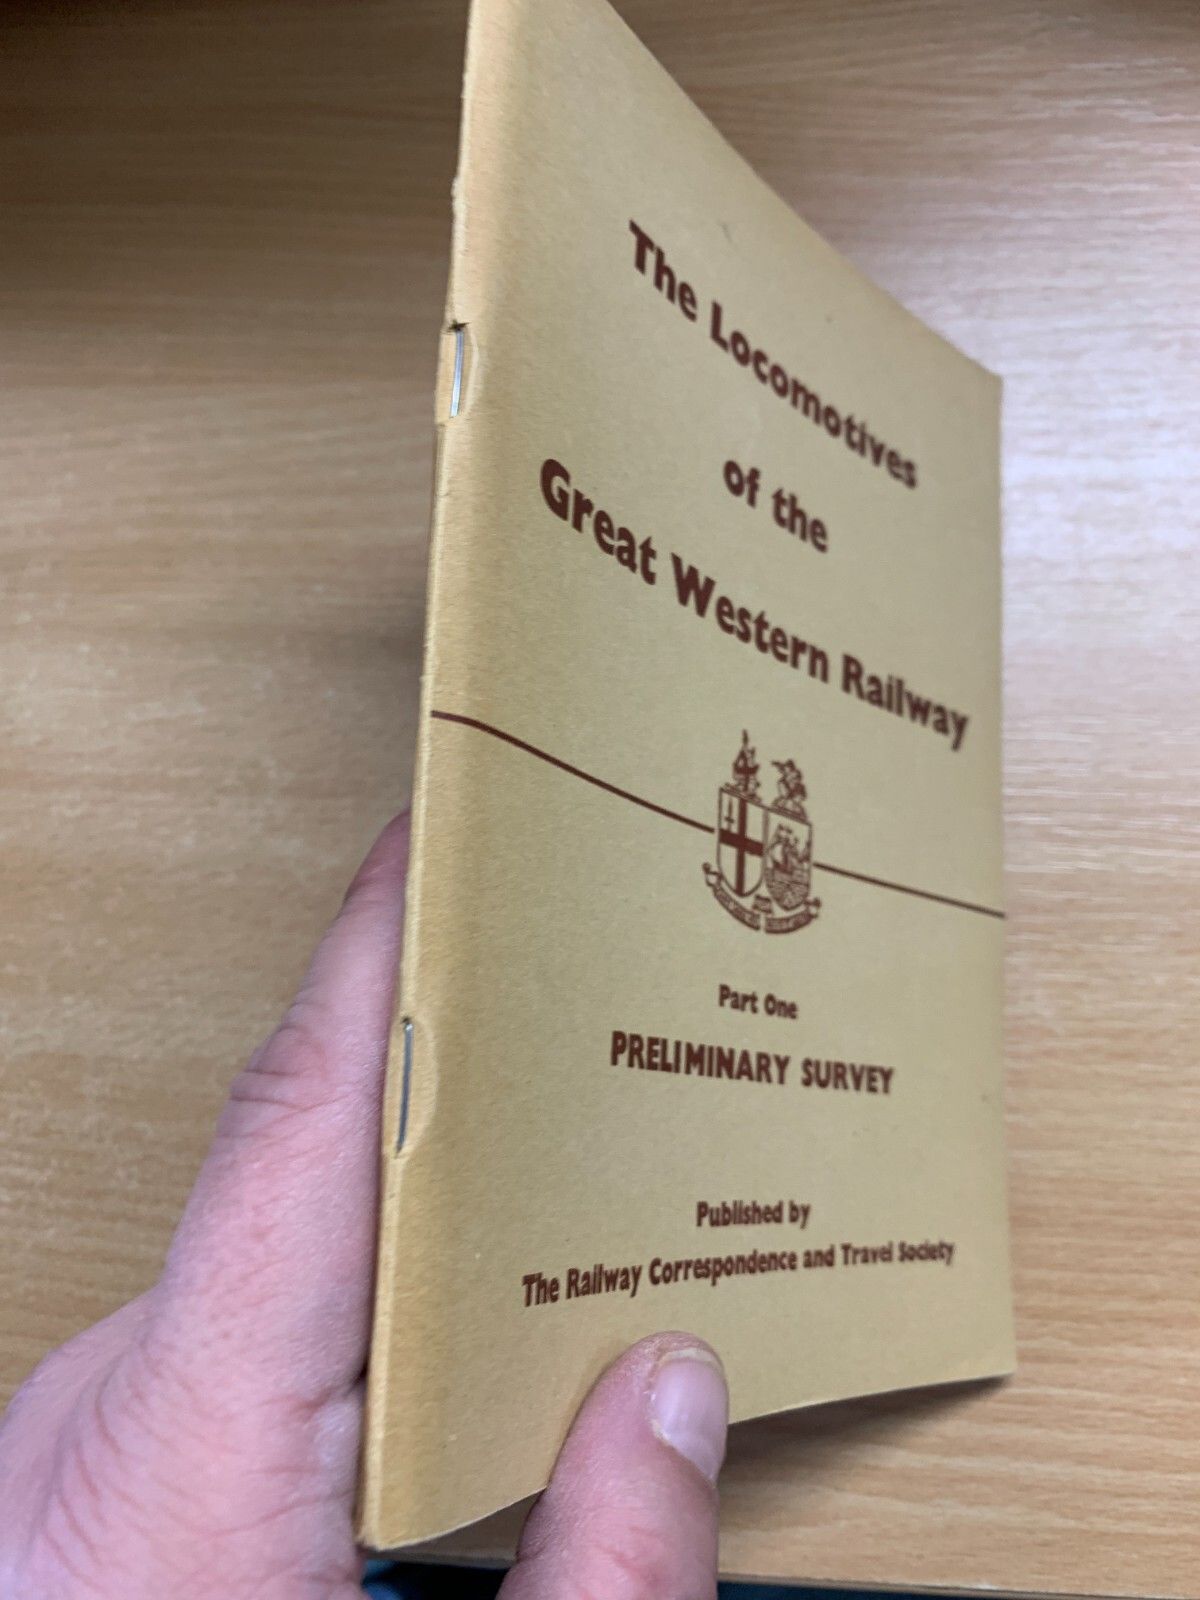 The Locomotives
of the
Great Western Railway
Part One
PRELIMINARY SURVEY
Published by
The Railway Correspondence and Travel Society